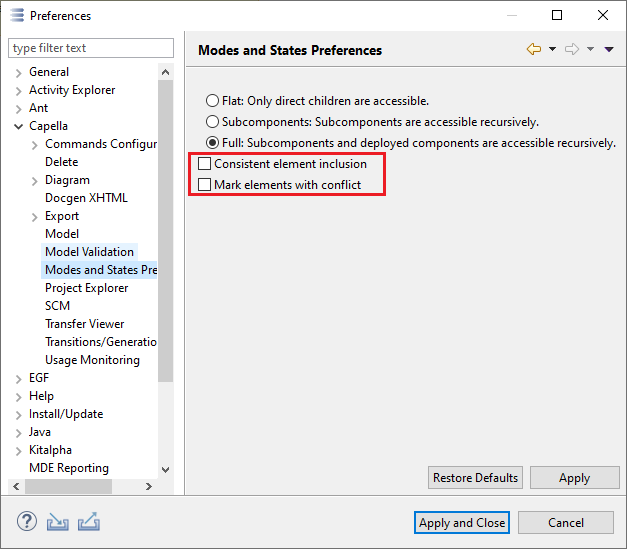 Preferences
type filter text
General
Activity Explorer
Ant
Capella
Commands Configur
Delete
Diagram
Docgen XHTML
Export
Model
Model Validation
Modes and States Pre
Project Explorer
SCM
Transfer Viewer
Transitions/Generatio
Usage Monitoring
EGF
Help
Install/Update
Java
Kitalpha
MDE Reporting
Modes and States Preferences
Flat: Only direct children are accessible.
Subcomponents: Subcomponents are accessible recursively.
Full: Subcomponents and deployed components are accessible recursively.
Consistent element inclusion
Mark elements with conflict
Restore Defaults
Apply
?
Apply and Close
Cancel